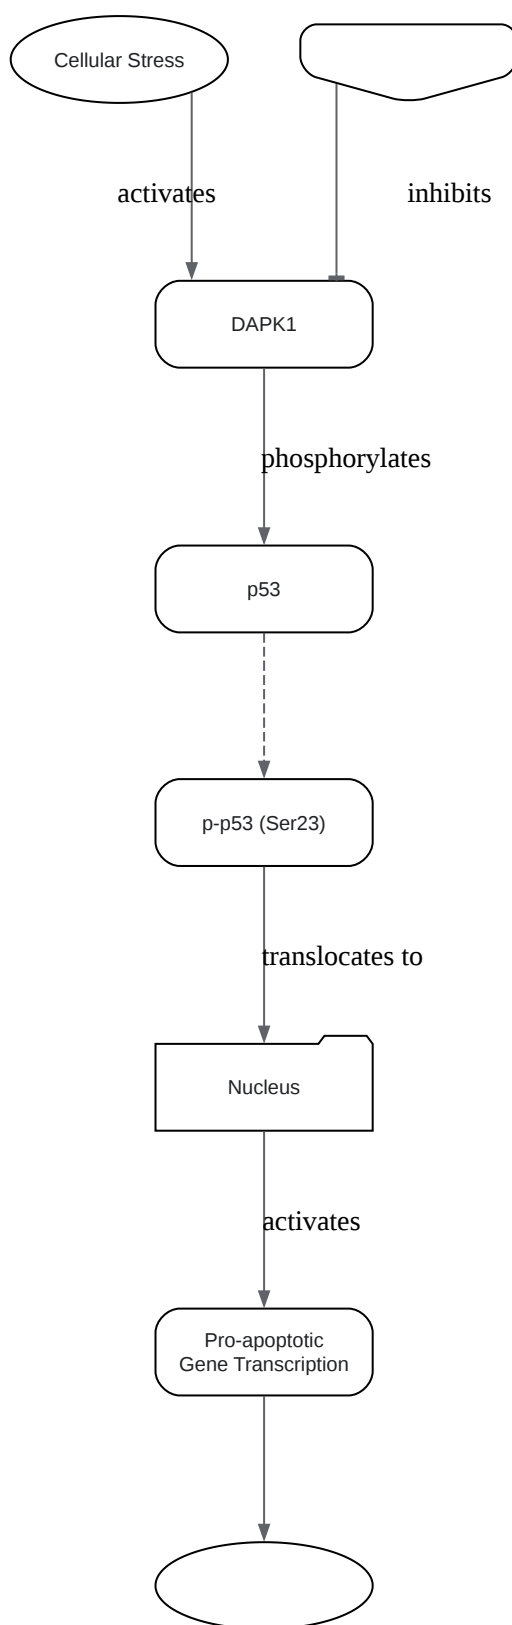 Cellular Stress
activates
inhibits
DAPK1
phosphorylates
p53
p-p53 (Ser23)
translocates to
Nucleus
activates
Pro-apoptotic
Gene Transcription